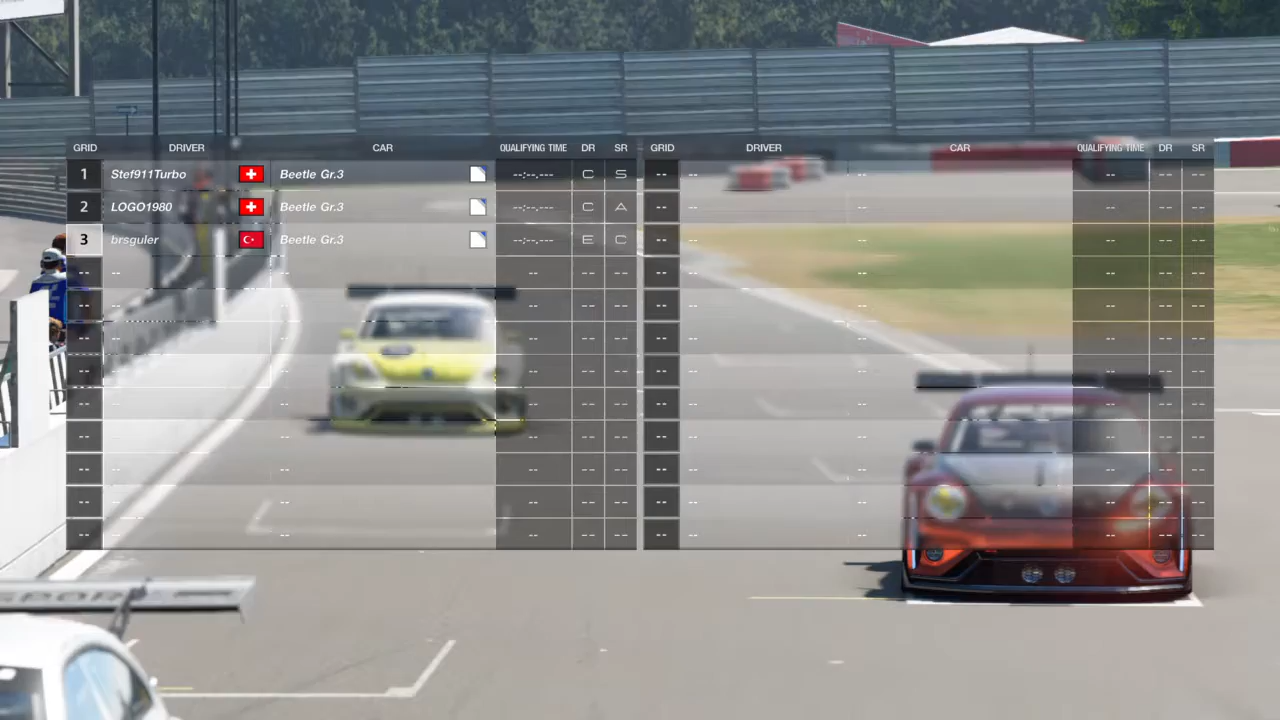 GRID DRIVER CAR QUALIFYING TIME DR SR GRID DRIVER CAR QUALIFYING TIME DR SR
1 Stef911Turbo Beetle Gr.3 --:--,--- C S -- -- -- -- -- --
2 LOGO1980 Beetle Gr.3 --:--,--- C A -- -- -- -- -- --
3 brsguler Beetle Gr.3 --:--,--- E C -- -- -- -- -- --
-- -- -- -- -- -- -- -- -- -- -- --
-- -- -- -- -- -- -- -- -- -- -- --
-- -- -- -- -- -- -- -- -- -- -- --
-- -- -- -- -- -- -- -- -- -- -- --
-- -- -- -- -- -- -- -- -- -- -- --
-- -- -- -- -- -- -- -- -- -- -- --
-- -- -- -- -- -- -- -- -- -- -- --
-- -- -- -- -- -- -- -- -- -- -- --
-- -- -- -- -- -- -- -- -- -- -- --